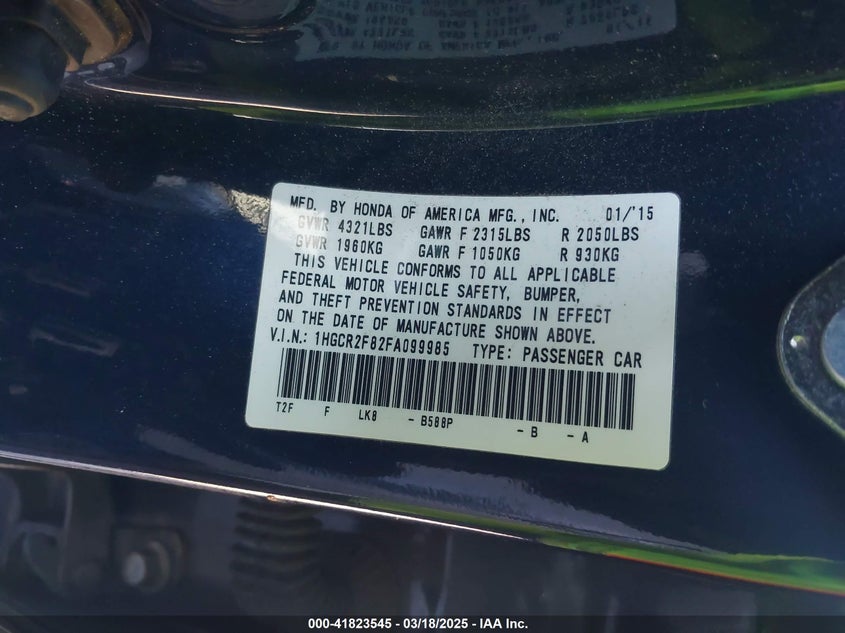 MFD. BY HONDA OF AMERICA MFG., INC. 01/'15
GVWR 4321LBS GAWR F 2315LBS R 2050LBS
GVWR 1960KG GAWR F 1050KG R 930KG
THIS VEHICLE CONFORMS TO ALL APPLICABLE
FEDERAL MOTOR VEHICLE SAFETY, BUMPER,
AND THEFT PREVENTION STANDARDS IN EFFECT
ON THE DATE OF MANUFACTURE SHOWN ABOVE.
V.I.N.: 1HGCR2F82FA099985 TYPE: PASSENGER CAR
T2F F LK8 - B588P - B - A
000-41823545 - 03/18/2025 - IAA Inc.